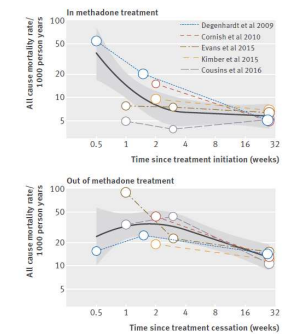 In methadone treatment
All cause mortality rate/
1000 person years
100
50
20
10
5
Degenhardt et al 2009
Cornish et al 2010
Evans et al 2015
Kimber et al 2015
Cousins et al 2016
0.5 1 2 4 8 16 32
Time since treatment initiation (weeks)
Out of methadone treatment
All cause mortality rate/
1000 person years
100
50
20
10
5
0.5 1 2 4 8 16 32
Time since treatment cessation (weeks)